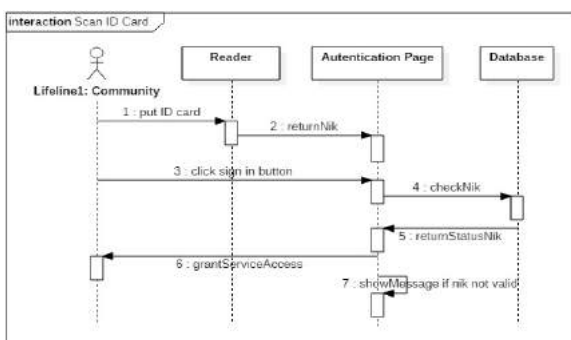 interaction Scan ID Card
Reader
Autentication Page
Database
Lifeline1: Community
1 : put ID card
2 : returnNik
3 : click sign in button
4 : checkNik
5 : returnStatusNik
6 : grantServiceAccess
7 : showMessage if nik not valid